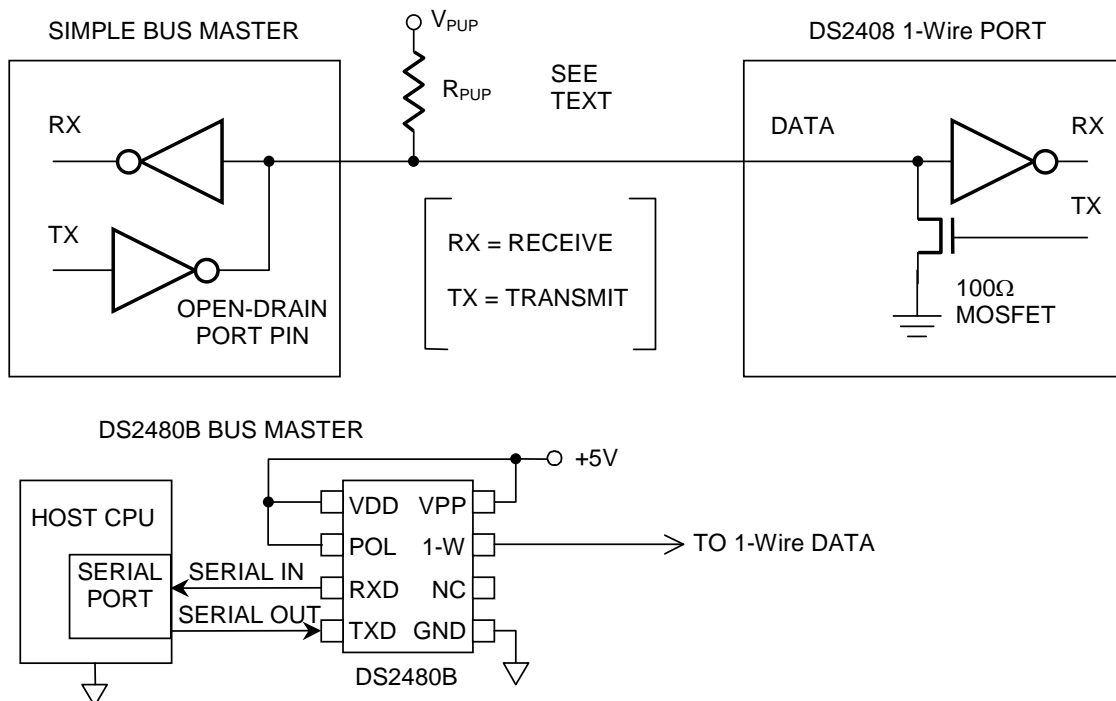 SIMPLE BUS MASTER
V_PUP
DS2408 1-Wire PORT
R_PUP
SEE
TEXT
RX
DATA
RX
TX
TX
RX = RECEIVE
TX = TRANSMIT
OPEN-DRAIN
PORT PIN
100Ω
MOSFET
DS2480B BUS MASTER
+5V
HOST CPU
VDD
VPP
POL
1-W
TO 1-Wire DATA
SERIAL
PORT
SERIAL IN
RXD
NC
SERIAL OUT
TXD
GND
DS2480B